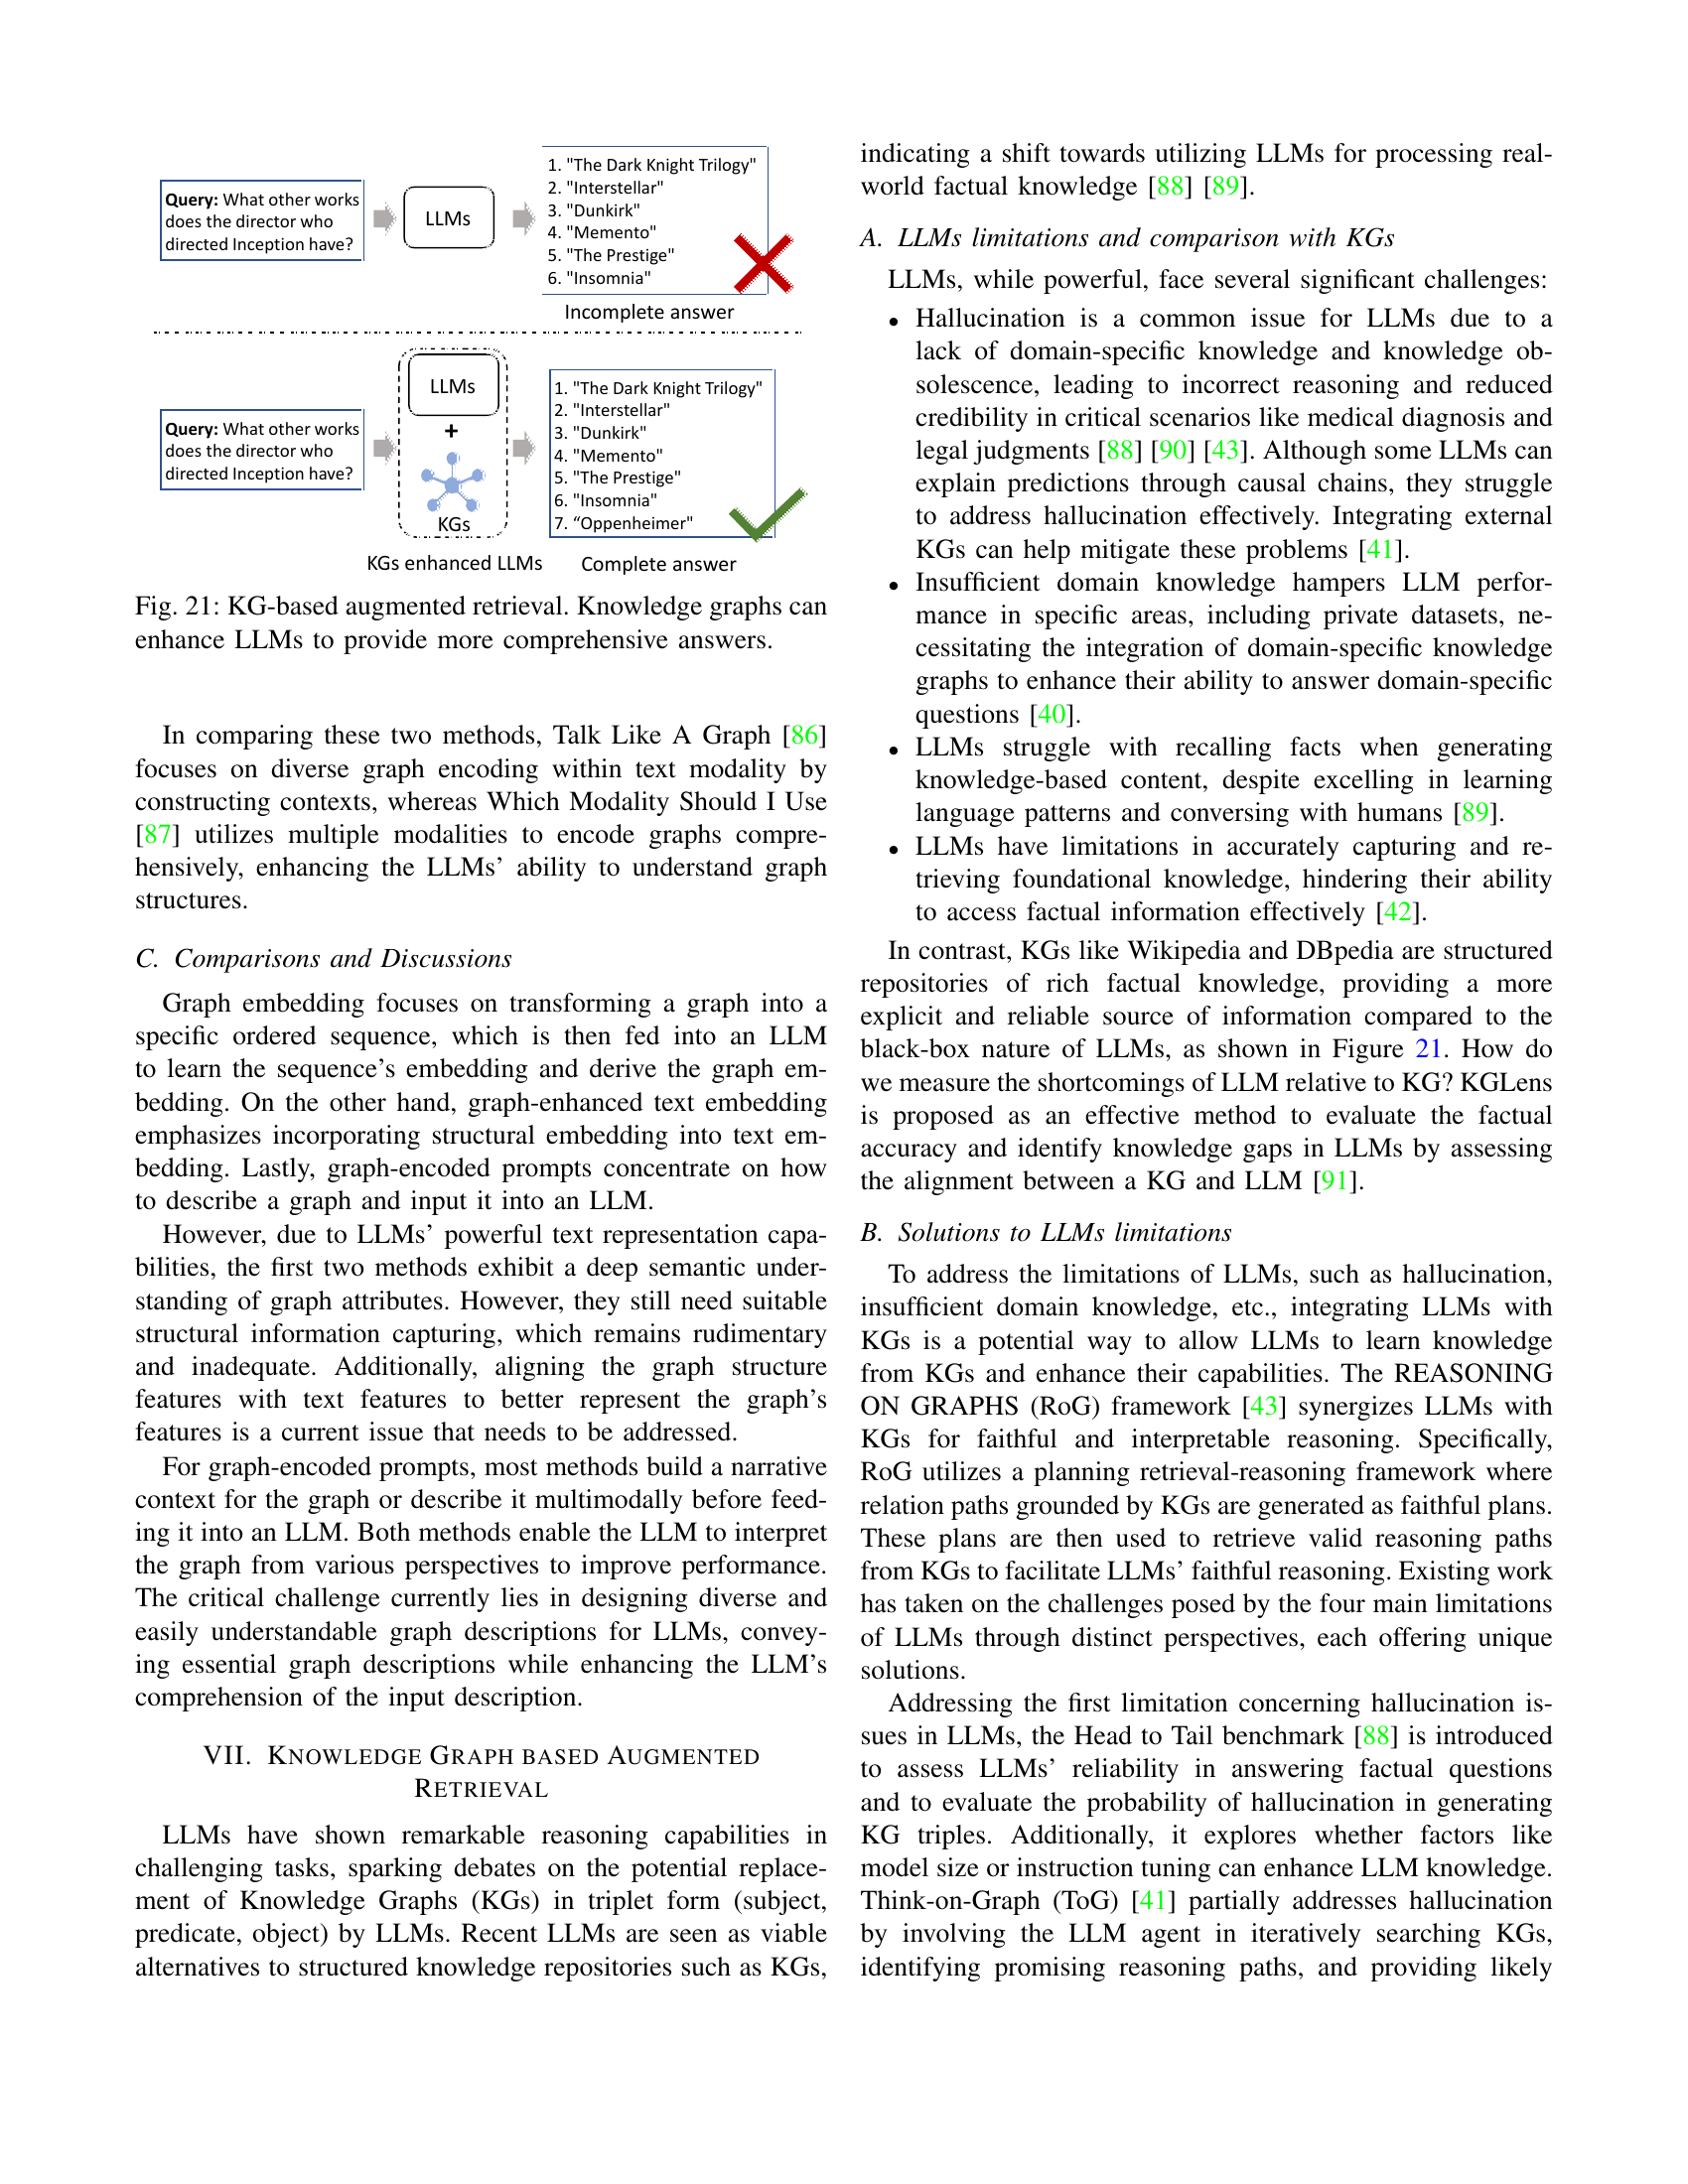 Query: What other works
does the director who
directed Inception have?
LLMs
1. "The Dark Knight Trilogy"
2. "Interstellar"
3. "Dunkirk"
4. "Memento"
5. "The Prestige"
6. "Insomnia"
Incomplete answer
Query: What other works
does the director who
directed Inception have?
LLMs
+
KGs
KGs enhanced LLMs
1. "The Dark Knight Trilogy"
2. "Interstellar"
3. "Dunkirk"
4. "Memento"
5. "The Prestige"
6. "Insomnia"
7. “Oppenheimer"
Complete answer
Fig. 21: KG-based augmented retrieval. Knowledge graphs can
enhance LLMs to provide more comprehensive answers.
In comparing these two methods, Talk Like A Graph [86]
focuses on diverse graph encoding within text modality by
constructing contexts, whereas Which Modality Should I Use
[87] utilizes multiple modalities to encode graphs compre-
hensively, enhancing the LLMs’ ability to understand graph
structures.
C. Comparisons and Discussions
Graph embedding focuses on transforming a graph into a
specific ordered sequence, which is then fed into an LLM
to learn the sequence’s embedding and derive the graph em-
bedding. On the other hand, graph-enhanced text embedding
emphasizes incorporating structural embedding into text em-
bedding. Lastly, graph-encoded prompts concentrate on how
to describe a graph and input it into an LLM.
However, due to LLMs’ powerful text representation capa-
bilities, the first two methods exhibit a deep semantic under-
standing of graph attributes. However, they still need suitable
structural information capturing, which remains rudimentary
and inadequate. Additionally, aligning the graph structure
features with text features to better represent the graph’s
features is a current issue that needs to be addressed.
For graph-encoded prompts, most methods build a narrative
context for the graph or describe it multimodally before feed-
ing it into an LLM. Both methods enable the LLM to interpret
the graph from various perspectives to improve performance.
The critical challenge currently lies in designing diverse and
easily understandable graph descriptions for LLMs, convey-
ing essential graph descriptions while enhancing the LLM’s
comprehension of the input description.
VII. KNOWLEDGE GRAPH BASED AUGMENTED
RETRIEVAL
LLMs have shown remarkable reasoning capabilities in
challenging tasks, sparking debates on the potential replace-
ment of Knowledge Graphs (KGs) in triplet form (subject,
predicate, object) by LLMs. Recent LLMs are seen as viable
alternatives to structured knowledge repositories such as KGs,
indicating a shift towards utilizing LLMs for processing real-
world factual knowledge [88] [89].
A. LLMs limitations and comparison with KGs
LLMs, while powerful, face several significant challenges:
• Hallucination is a common issue for LLMs due to a
lack of domain-specific knowledge and knowledge ob-
solescence, leading to incorrect reasoning and reduced
credibility in critical scenarios like medical diagnosis and
legal judgments [88] [90] [43]. Although some LLMs can
explain predictions through causal chains, they struggle
to address hallucination effectively. Integrating external
KGs can help mitigate these problems [41].
• Insufficient domain knowledge hampers LLM perfor-
mance in specific areas, including private datasets, ne-
cessitating the integration of domain-specific knowledge
graphs to enhance their ability to answer domain-specific
questions [40].
• LLMs struggle with recalling facts when generating
knowledge-based content, despite excelling in learning
language patterns and conversing with humans [89].
• LLMs have limitations in accurately capturing and re-
trieving foundational knowledge, hindering their ability
to access factual information effectively [42].
In contrast, KGs like Wikipedia and DBpedia are structured
repositories of rich factual knowledge, providing a more
explicit and reliable source of information compared to the
black-box nature of LLMs, as shown in Figure 21. How do
we measure the shortcomings of LLM relative to KG? KGLens
is proposed as an effective method to evaluate the factual
accuracy and identify knowledge gaps in LLMs by assessing
the alignment between a KG and LLM [91].
B. Solutions to LLMs limitations
To address the limitations of LLMs, such as hallucination,
insufficient domain knowledge, etc., integrating LLMs with
KGs is a potential way to allow LLMs to learn knowledge
from KGs and enhance their capabilities. The REASONING
ON GRAPHS (RoG) framework [43] synergizes LLMs with
KGs for faithful and interpretable reasoning. Specifically,
RoG utilizes a planning retrieval-reasoning framework where
relation paths grounded by KGs are generated as faithful plans.
These plans are then used to retrieve valid reasoning paths
from KGs to facilitate LLMs’ faithful reasoning. Existing work
has taken on the challenges posed by the four main limitations
of LLMs through distinct perspectives, each offering unique
solutions.
Addressing the first limitation concerning hallucination is-
sues in LLMs, the Head to Tail benchmark [88] is introduced
to assess LLMs’ reliability in answering factual questions
and to evaluate the probability of hallucination in generating
KG triples. Additionally, it explores whether factors like
model size or instruction tuning can enhance LLM knowledge.
Think-on-Graph (ToG) [41] partially addresses hallucination
by involving the LLM agent in iteratively searching KGs,
identifying promising reasoning paths, and providing likely